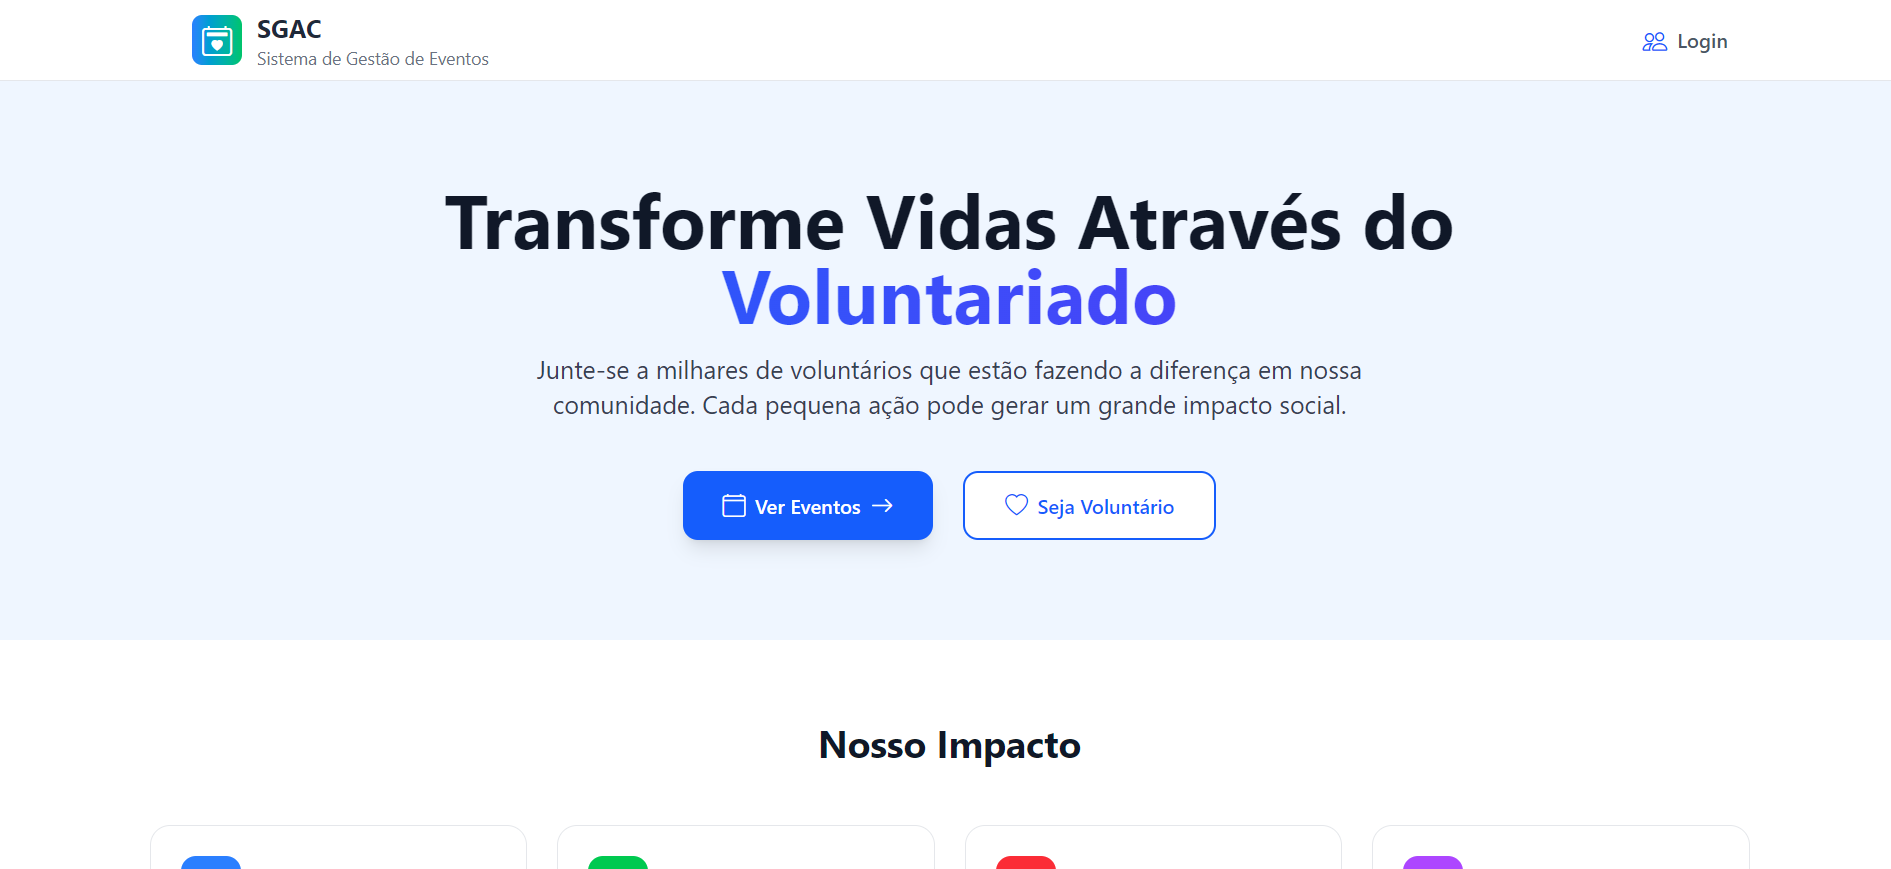 SGAC
Sistema de Gestão de Eventos
Login
Transforme Vidas Através do
Voluntariado
Junte-se a milhares de voluntários que estão fazendo a diferença em nossa
comunidade. Cada pequena ação pode gerar um grande impacto social.
Ver Eventos →
Seja Voluntário
Nosso Impacto